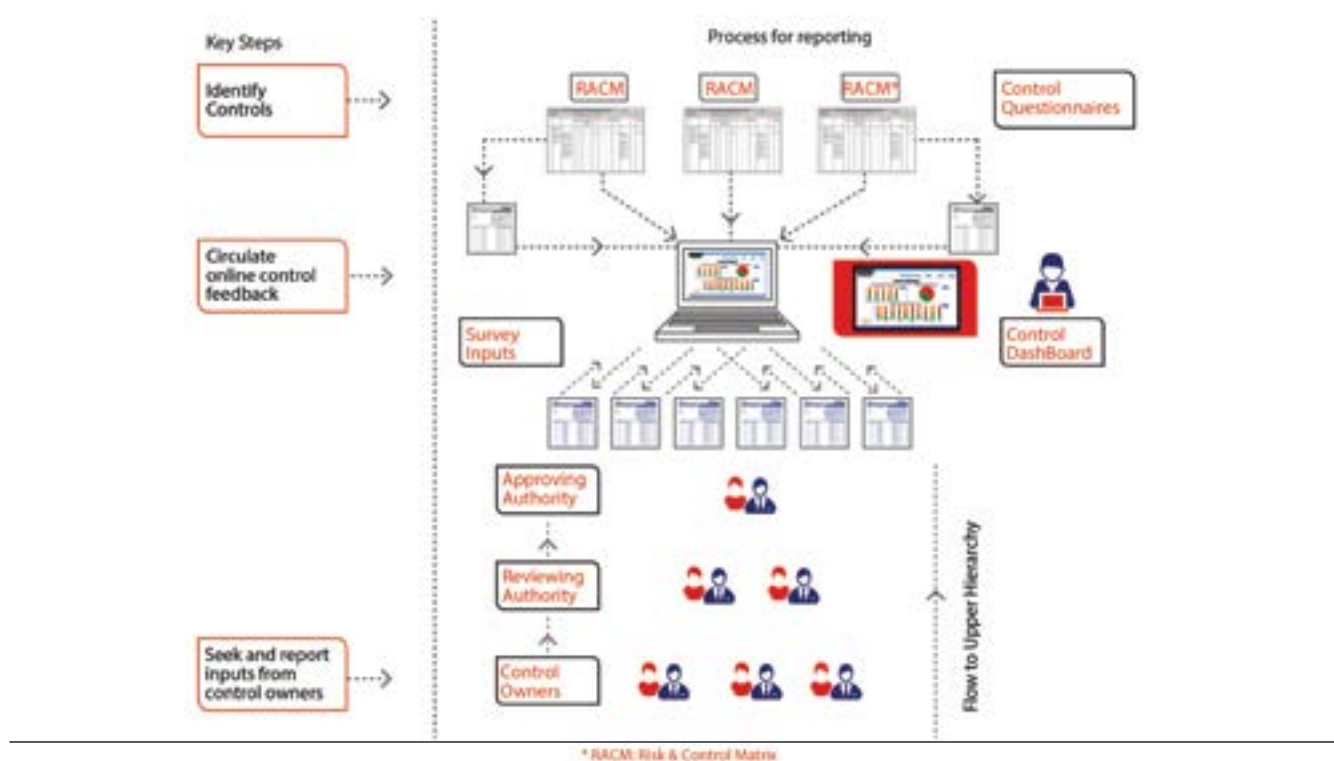 Key Steps
Process for reporting
Identify
Controls
RACM
RACM
RACM*
Control
Questionnaires
Circulate
online control
feedback
Survey
Inputs
Control
DashBoard
Approving
Authority
Reviewing
Authority
Seek and report
inputs from
control owners
Control
Owners
Flow to Upper Hierarchy
* RACM: Risk & Control Matrix